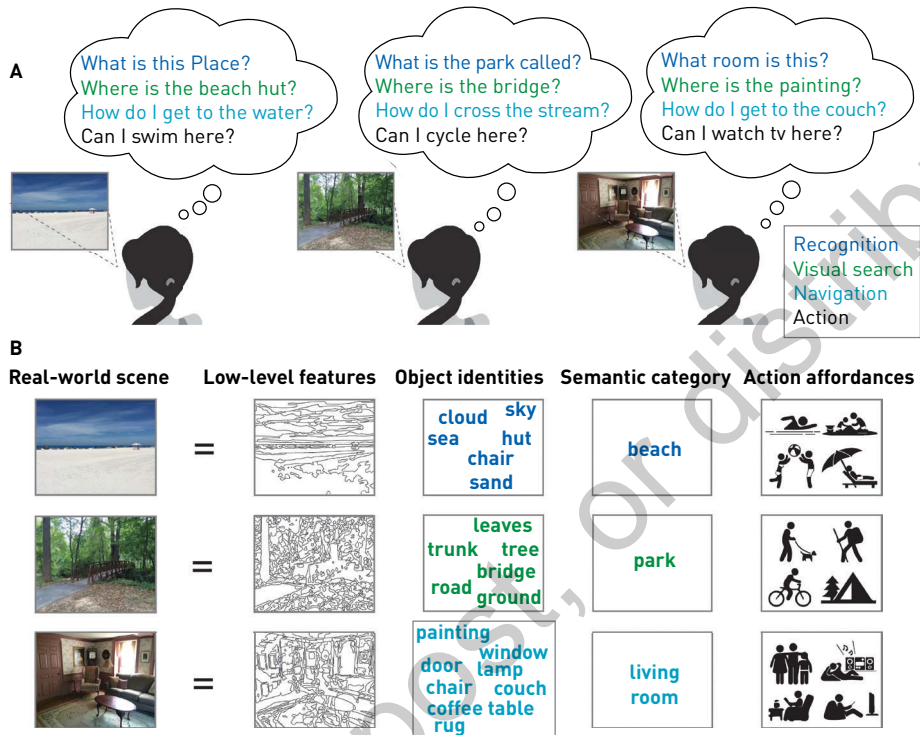 A
What is this Place?
Where is the beach hut?
How do I get to the water?
Can I swim here?
What is the park called?
Where is the bridge?
How do I cross the stream?
Can I cycle here?
What room is this?
Where is the painting?
How do I get to the couch?
Can I watch tv here?
Recognition
Visual search
Navigation
Action
B
Real-world scene Low-level features Object identities Semantic category Action affordances
=
cloud sky
sea hut
chair
sand
beach
=
leaves
trunk tree
bridge
road
ground
park
=
painting
window
door lamp
chair couch
coffee table
rug
living
room
post, or distrib